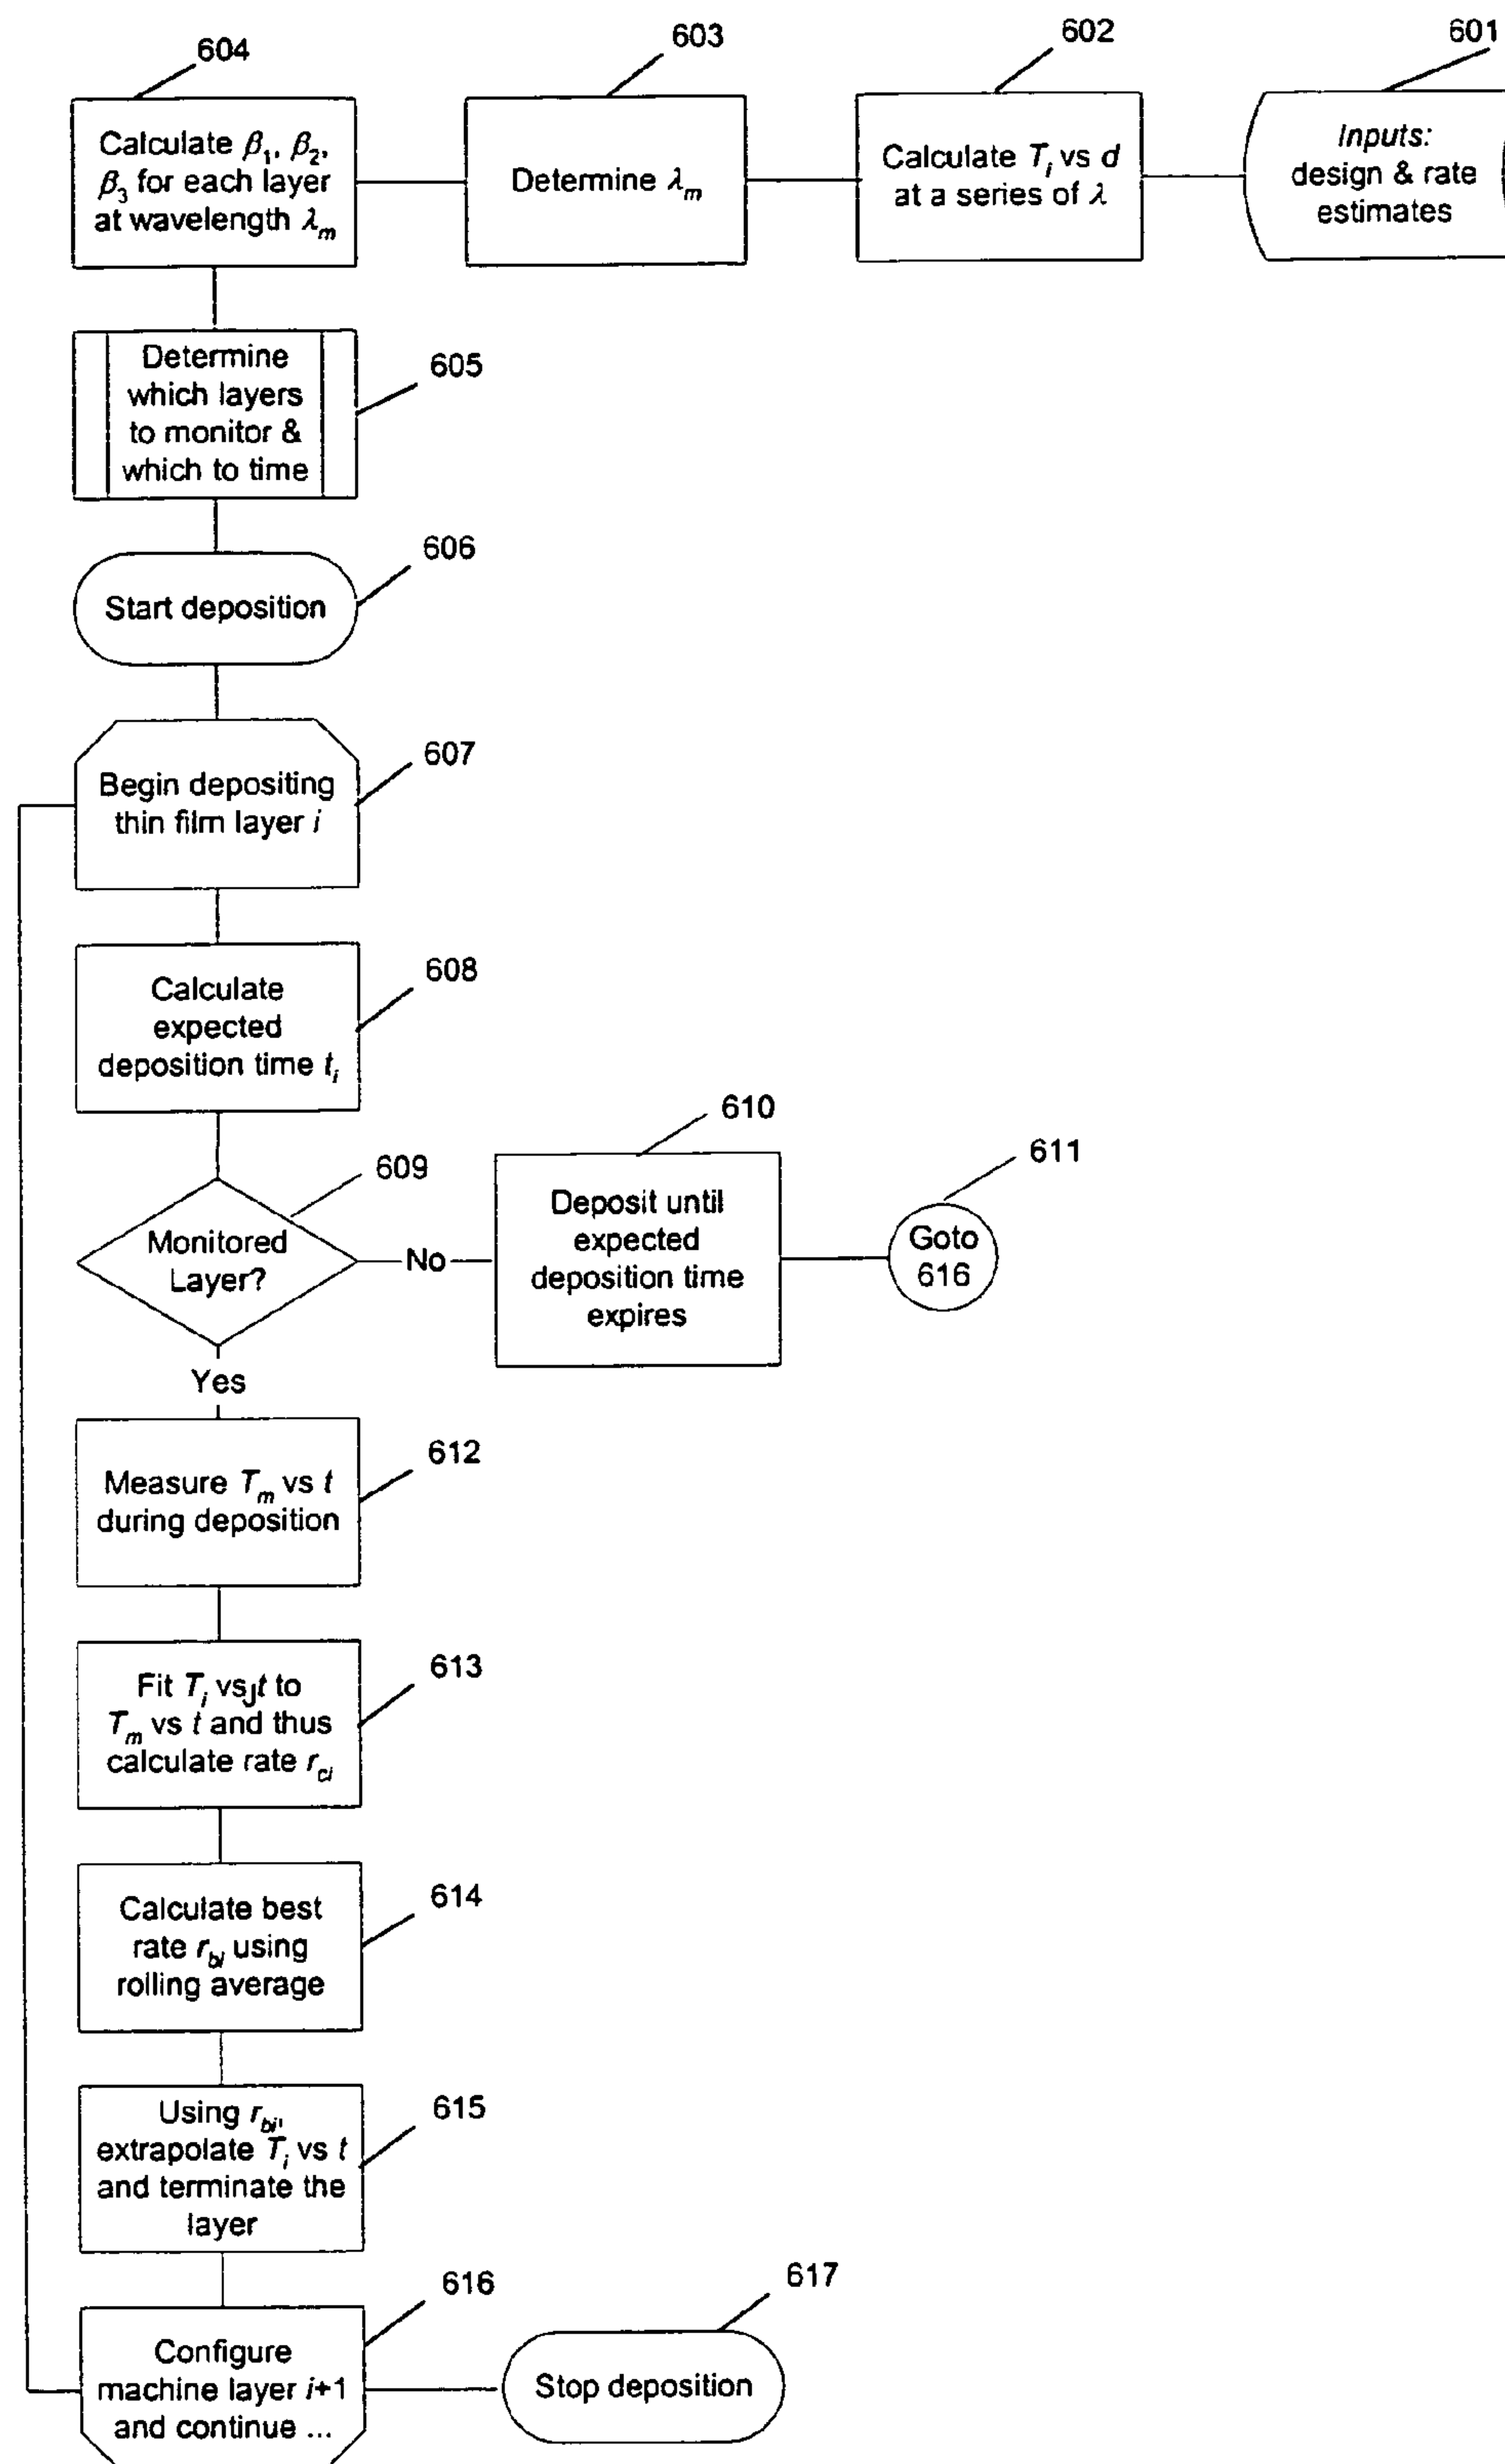 604
603
602
601
Calculate β1, β2,
β3 for each layer
at wavelength λm
Determine λm
Calculate Ti vs d
at a series of λ
Inputs:
design & rate
estimates
Determine
which layers
to monitor &
which to time
605
Start deposition
606
Begin depositing
thin film layer i
607
Calculate
expected
deposition time ti
608
Monitored
Layer?
609
No
Deposit until
expected
deposition time
expires
610
Goto
616
611
Yes
Measure Tm vs t
during deposition
612
Fit Ti vs t to
Tm vs t and thus
calculate rate rci
613
Calculate best
rate rbi using
rolling average
614
Using rbi,
extrapolate Ti vs t
and terminate the
layer
615
Configure
machine layer i+1
and continue ...
616
Stop deposition
617